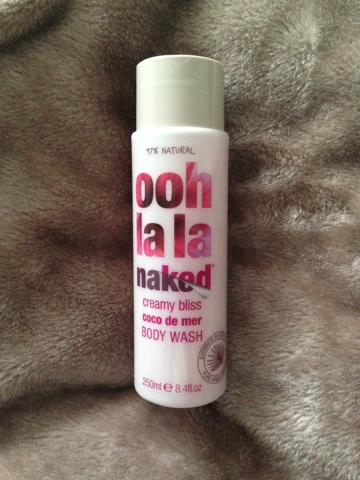 97% NATURAL
ooh
la la
naked
creamy bliss
coco de mer
BODY WASH
250ml e 8.4fl.oz